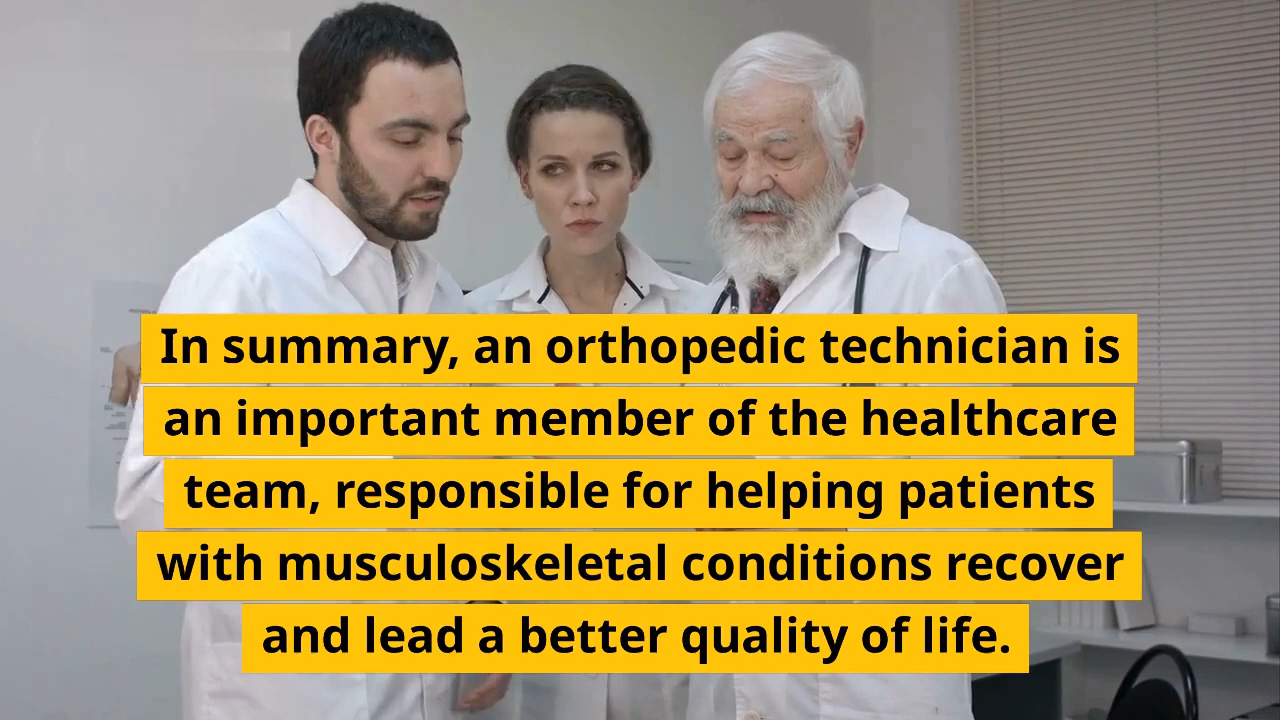 In summary, an orthopedic technician is
an important member of the healthcare
team, responsible for helping patients
with musculoskeletal conditions recover
and lead a better quality of life.